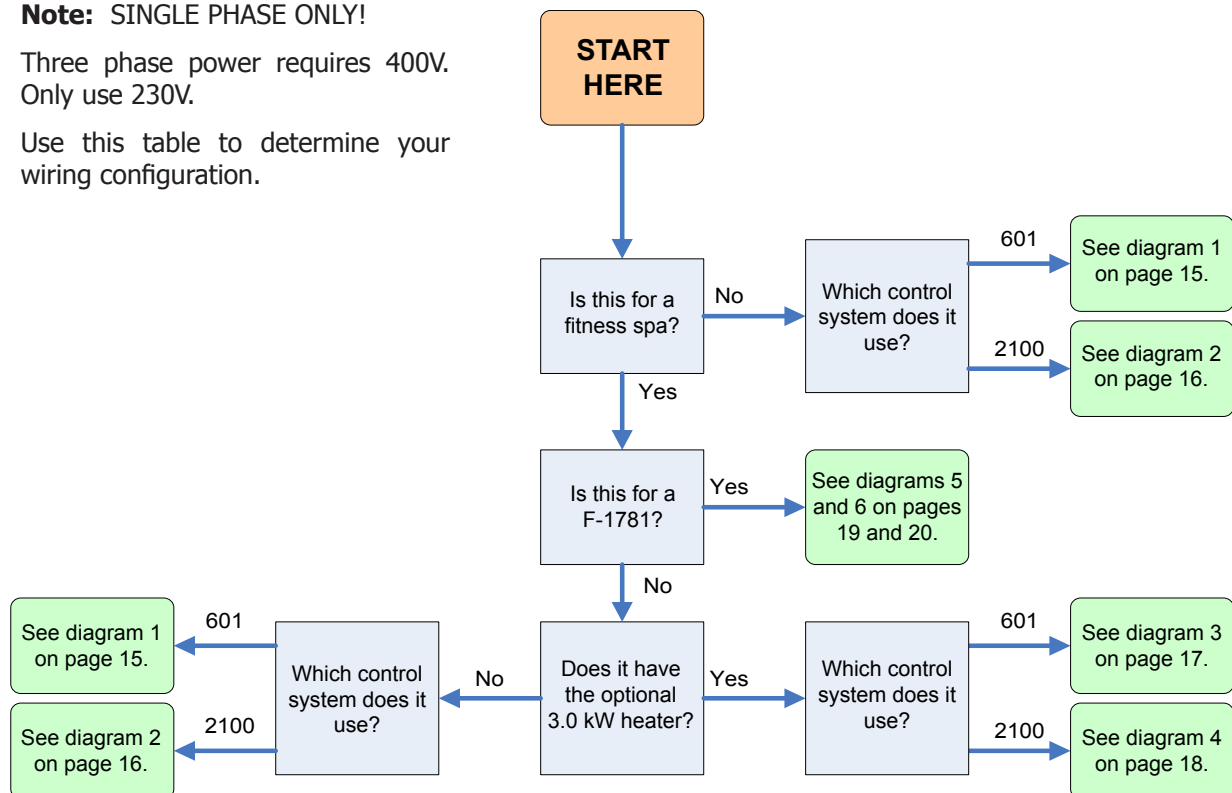 Note: SINGLE PHASE ONLY!
Three phase power requires 400V.
Only use 230V.
Use this table to determine your
wiring configuration.
START
HERE
Is this for a
fitness spa?
No
Which control
system does it
use?
601
See diagram 1
on page 15.
2100
See diagram 2
on page 16.
Yes
Is this for a
F-1781?
Yes
See diagrams 5
and 6 on pages
19 and 20.
No
Does it have
the optional
3.0 kW heater?
No
Which control
system does it
use?
601
See diagram 1
on page 15.
2100
See diagram 2
on page 16.
Yes
Which control
system does it
use?
601
See diagram 3
on page 17.
2100
See diagram 4
on page 18.